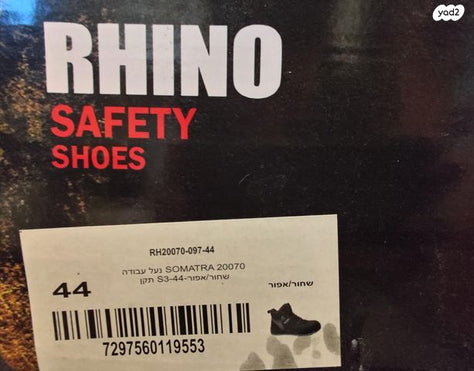 yad2
RHINO
SAFETY
SHOES
RH20070-097-44
נעל עבודה SOMATRA 20070
שחור/אפור-44-S3 תקן
שחור/אפור
44
7297560119553